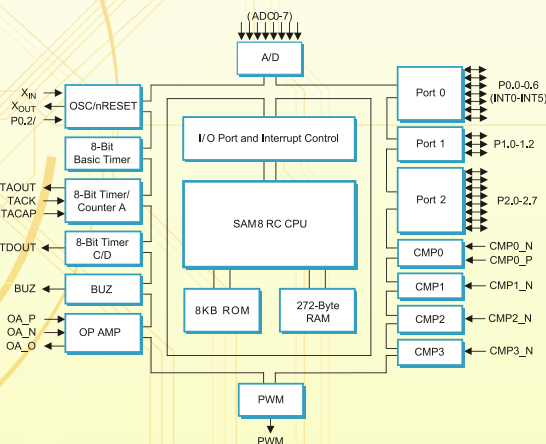 (ADC0-7)
A/D
XIN
XOUT
P0.2/
OSC/nRESET
8-Bit
Basic Timer
TAOUT
TACK
TACAP
8-Bit Timer/
Counter A
TDOUT
8-Bit Timer
C/D
BUZ
BUZ
OA_P
OA_N
OA_O
OP AMP
I/O Port and Interrupt Control
SAM8 RC CPU
8KB ROM
272-Byte
RAM
Port 0
P0.0-0.6
(INT0-INT5)
Port 1
P1.0-1.2
Port 2
P2.0-2.7
CMP0
CMP0_N
CMP0_P
CMP1
CMP1_N
CMP2
CMP2_N
CMP3
CMP3_N
PWM
PWM